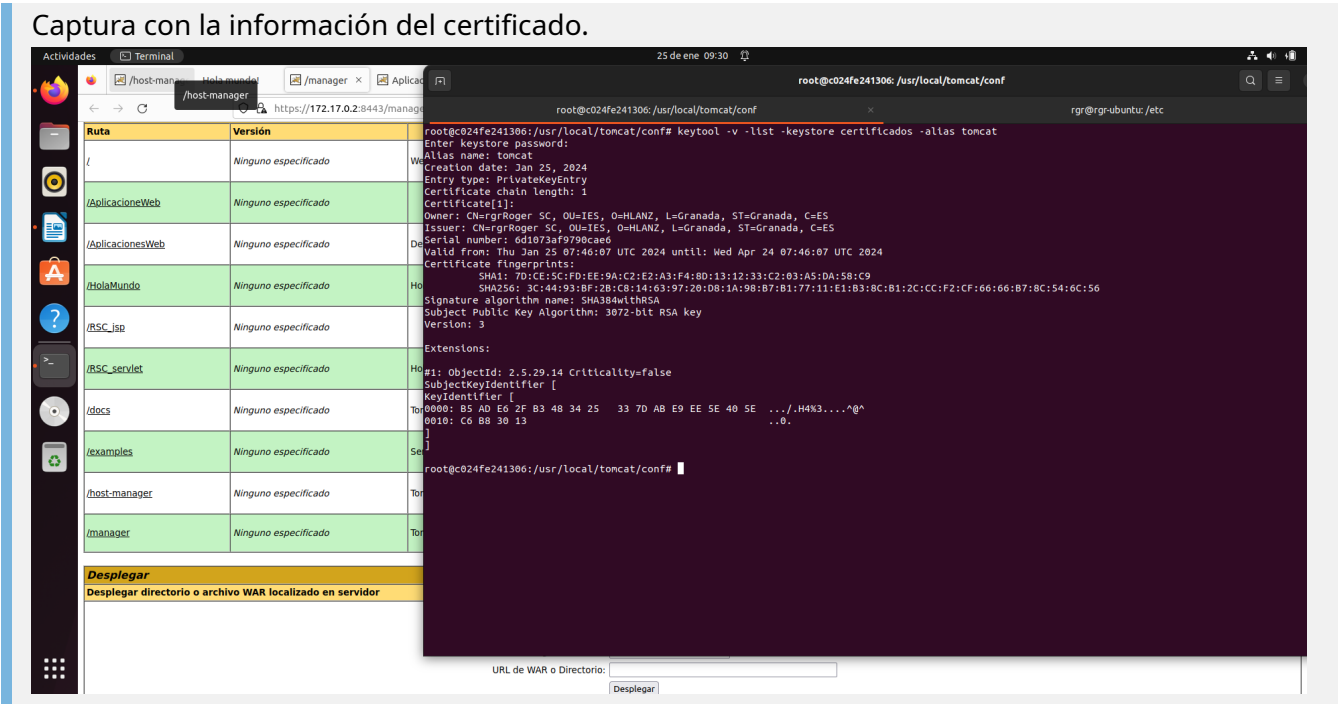 Captura con la información del certificado.
Actividades Terminal 25 de ene 09:30
/host-mana Hola mundo! /manager × Aplicac
/host-manager
https://172.17.0.2:8443/manage
root@c024fe241306: /usr/local/tomcat/conf
root@c024fe241306: /usr/local/tomcat/conf × rgr@rgr-ubuntu: /etc
Ruta Versión
/ Ninguno especificado We
/AplicacioneWeb Ninguno especificado
/AplicacionesWeb Ninguno especificado De
/HolaMundo Ninguno especificado Ho
/RSC_jsp Ninguno especificado
/RSC_servlet Ninguno especificado Ho
/docs Ninguno especificado Tor
/examples Ninguno especificado Se
/host-manager Ninguno especificado Tor
/manager Ninguno especificado Tor
Desplegar
Desplegar directorio o archivo WAR localizado en servidor
URL de WAR o Directorio:
Desplegar
root@c024fe241306:/usr/local/tomcat/conf# keytool -v -list -keystore certificados -alias tomcat
Enter keystore password:
Alias name: tomcat
Creation date: Jan 25, 2024
Entry type: PrivateKeyEntry
Certificate chain length: 1
Certificate[1]:
Owner: CN=rgrRoger SC, OU=IES, O=HLANZ, L=Granada, ST=Granada, C=ES
Issuer: CN=rgrRoger SC, OU=IES, O=HLANZ, L=Granada, ST=Granada, C=ES
Serial number: 6d1073af9790cae6
Valid from: Thu Jan 25 07:46:07 UTC 2024 until: Wed Apr 24 07:46:07 UTC 2024
Certificate fingerprints:
SHA1: 7D:CE:5C:FD:EE:9A:C2:E2:A3:F4:8D:13:12:33:C2:03:A5:DA:58:C9
SHA256: 3C:44:93:BF:2B:C8:14:63:97:20:D8:1A:98:B7:B1:77:11:E1:B3:8C:B1:2C:CC:F2:CF:66:66:B7:8C:54:6C:56
Signature algorithm name: SHA384withRSA
Subject Public Key Algorithm: 3072-bit RSA key
Version: 3
Extensions:
#1: ObjectId: 2.5.29.14 Criticality=false
SubjectKeyIdentifier [
KeyIdentifier [
0000: B5 AD E6 2F B3 48 34 25 33 7D AB E9 EE 5E 40 5E .../.H4%3....^@^
0010: C6 B8 30 13 ..0.
]
]
root@c024fe241306:/usr/local/tomcat/conf#